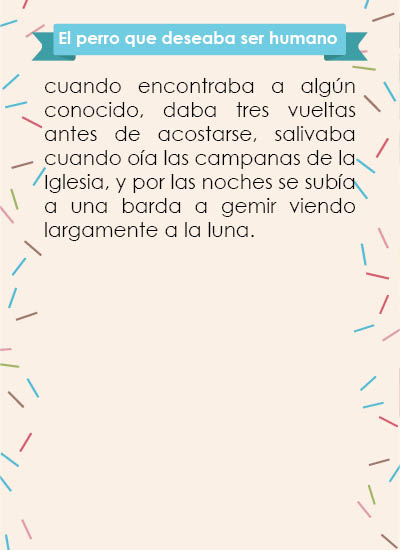 El perro que deseaba ser humano
cuando encontraba a algún
conocido, daba tres vueltas
antes de acostarse, salivaba
cuando oía las campanas de la
Iglesia, y por las noches se subía
a una barda a gemir viendo
largamente a la luna.